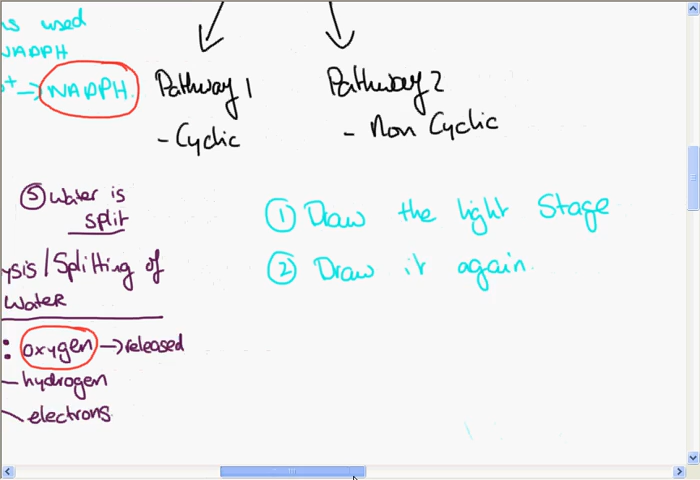 is used
NADPH
p+ → NADPH.
Pathway 1
- Cyclic
Pathway 2
- Non Cyclic
⑤ Water is
split
ysis / Splitting of
Water
: oxygen → released
- hydrogen
\ electrons
① Draw the light Stage
② Draw it again.